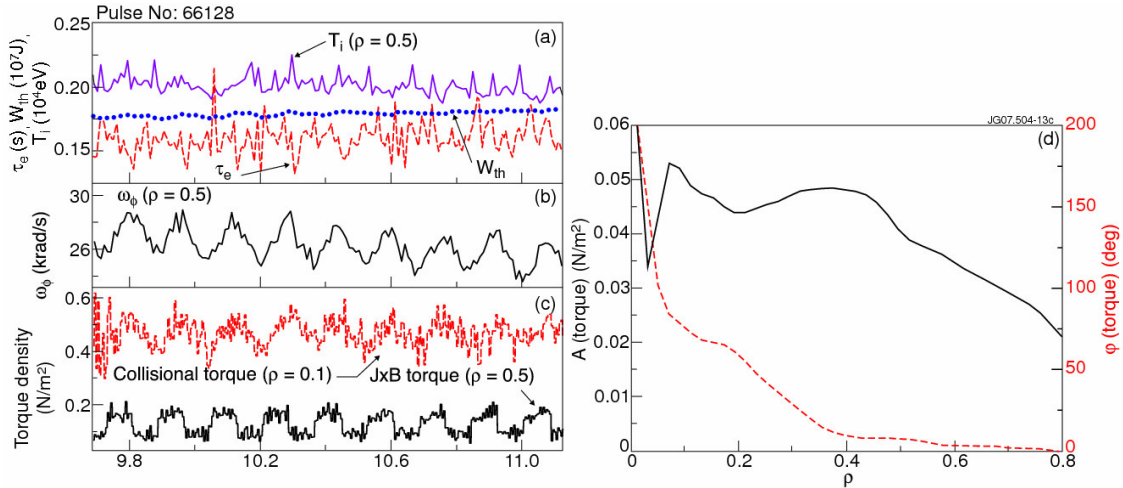 Pulse No: 66128
0.25
0.20
0.15
τe (s), Wth (10⁷J),
Ti (10⁴eV)
(a)
Ti (ρ = 0.5)
τe
Wth
30
26
ωϕ (krad/s)
ωϕ (ρ = 0.5)
(b)
0.6
0.4
0.2
Torque density
(N/m²)
(c)
Collisional torque (ρ = 0.1)
JxB torque (ρ = 0.5)
9.8
10.2
10.6
11.0
JG07.504-13c
(d)
0.06
0.05
0.04
0.03
0.02
0.01
0
A (torque) (N/m²)
200
150
100
50
0
φ (torque) (deg)
0
0.2
0.4
0.6
0.8
ρ